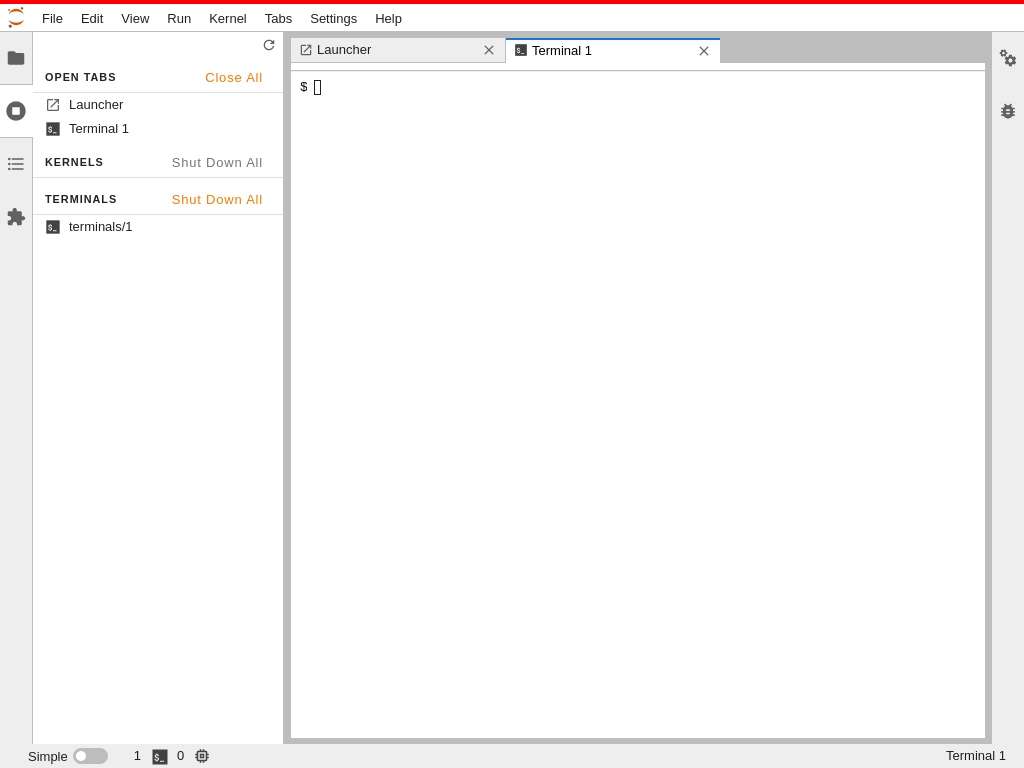 File Edit View Run Kernel Tabs Settings Help
Launcher
Terminal 1
OPEN TABS Close All
Launcher
Terminal 1
KERNELS Shut Down All
TERMINALS Shut Down All
terminals/1
$
Simple 1 0 Terminal 1